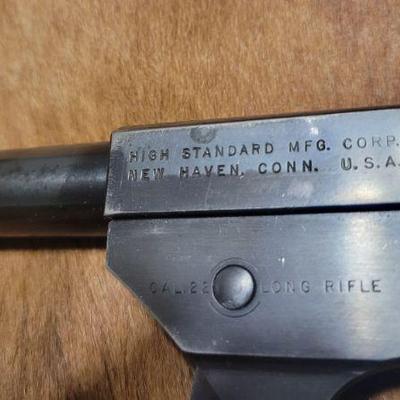 HIGH STANDARD MFG. CORP.
NEW HAVEN, CONN. U.S.A.
CAL. 22 LONG RIFLE